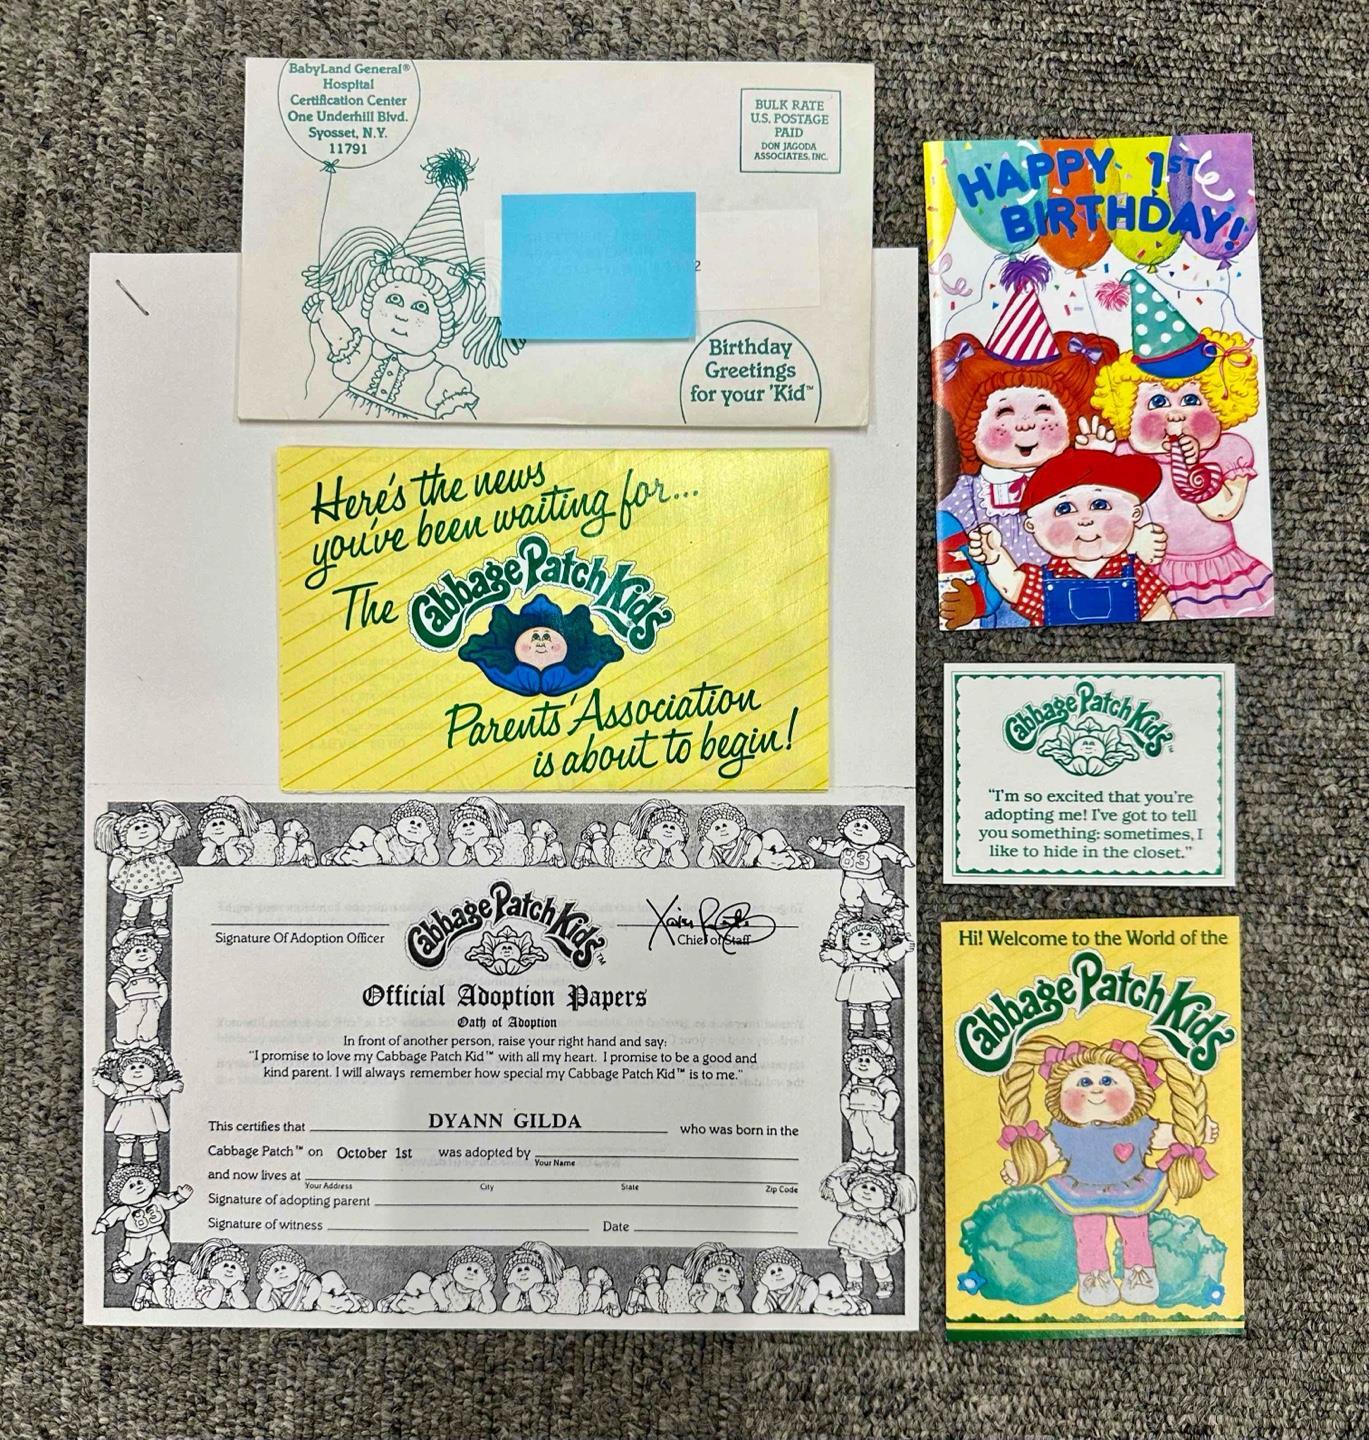 BabyLand General®
Hospital
Certification Center
One Underhill Blvd.
Syosset, N.Y.
11791
BULK RATE
U.S. POSTAGE
PAID
DON JAGODA
ASSOCIATES, INC.
2
Birthday
Greetings
for your 'Kid™
HAPPY 1ST
BIRTHDAY!
Here's the news
you've been waiting for...
The Cabbage Patch Kids™
Parents' Association
is about to begin!
Cabbage Patch Kids™
"I'm so excited that you're
adopting me! I've got to tell
you something: sometimes, I
like to hide in the closet."
83
Cabbage Patch Kids™
Signature Of Adoption Officer
Chief of Staff
Official Adoption Papers
Oath of Adoption
In front of another person, raise your right hand and say:
"I promise to love my Cabbage Patch Kid™ with all my heart. I promise to be a good and
kind parent. I will always remember how special my Cabbage Patch Kid™ is to me."
This certifies that DYANN GILDA who was born in the
Cabbage Patch™ on October 1st was adopted by
Your Name
and now lives at
Your Address City State Zip Code
Signature of adopting parent
Signature of witness Date
83
Hi! Welcome to the World of the
Cabbage Patch Kids™